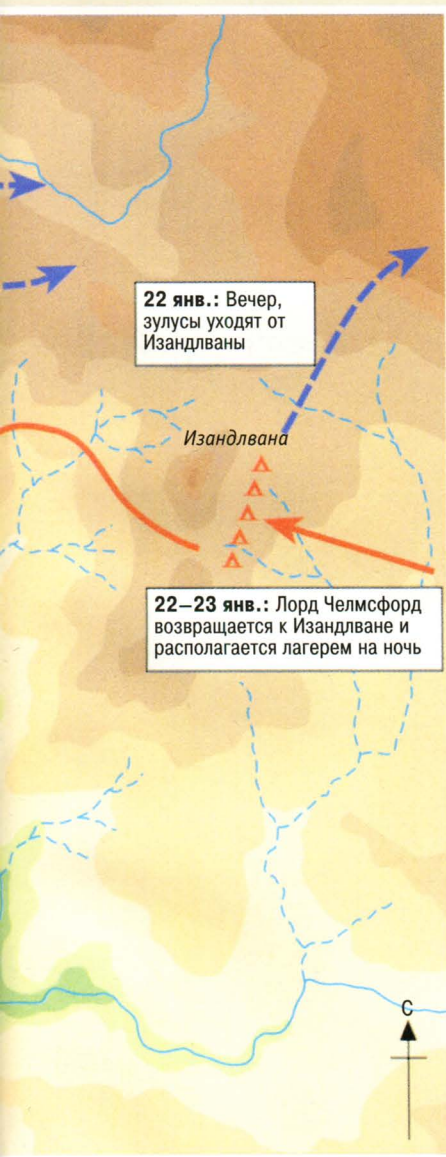 22 янв.: Вечер,
зулусы уходят от
Изандлваны
Изандлвана
22–23 янв.: Лорд Челмсфорд
возвращается к Изандлване и
располагается лагерем на ночь
С